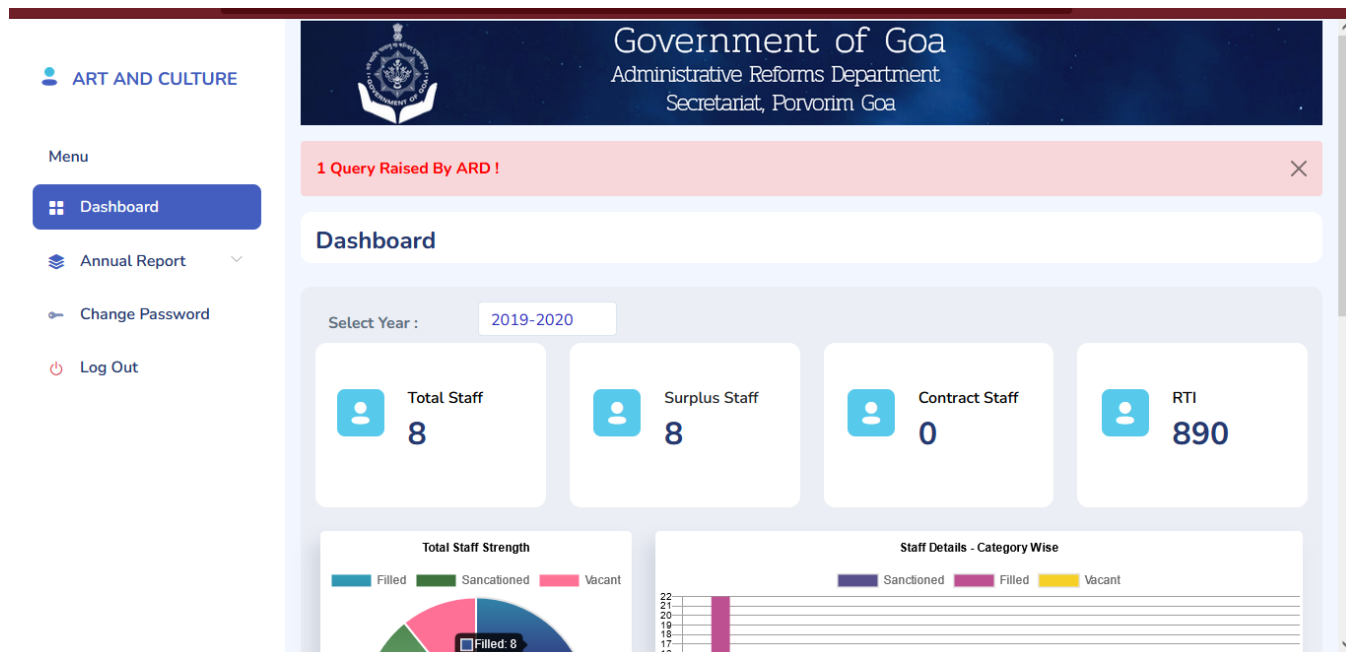 Government of Goa
Administrative Reforms Department
Secretariat, Porvorim Goa
GOVERNMENT OF GOA
ART AND CULTURE
Menu
Dashboard
Annual Report
Change Password
Log Out
1 Query Raised By ARD !
Dashboard
Select Year :
2019-2020
Total Staff
8
Surplus Staff
8
Contract Staff
0
RTI
890
Total Staff Strength
Filled Sancationed Vacant
Filled: 8
Staff Details - Category Wise
Sanctioned Filled Vacant
22
21
20
19
18
17